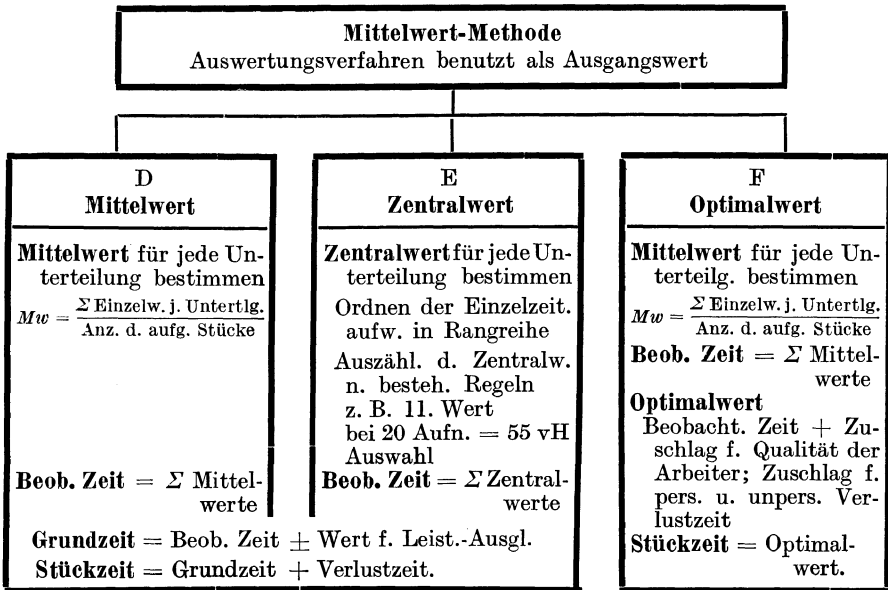 Mittelwert-Methode
Auswertungsverfahren benutzt als Ausgangswert
D
Mittelwert
Mittelwert für jede Un-
terteilung bestimmen
Mw = Σ Einzelw. j. Untertlg. / Anz. d. aufg. Stücke
Beob. Zeit = Σ Mittel-
werte
E
Zentralwert
Zentralwert für jede Un-
terteilung bestimmen
Ordnen der Einzelzeit.
aufw. in Rangreihe
Auszähl. d. Zentralw.
n. besteh. Regeln
z. B. 11. Wert
bei 20 Aufn. = 55 vH
Auswahl
Beob. Zeit = Σ Zentral-
werte
Grundzeit = Beob. Zeit ± Wert f. Leist.-Ausgl.
Stückzeit = Grundzeit + Verlustzeit.
F
Optimalwert
Mittelwert für jede Un-
terteilg. bestimmen
Mw = Σ Einzelw. j. Untertlg. / Anz. d. aufg. Stücke
Beob. Zeit = Σ Mittel-
werte
Optimalwert
Beobacht. Zeit + Zu-
schlag f. Qualität der
Arbeiter; Zuschlag f.
pers. u. unpers. Ver-
lustzeit
Stückzeit = Optimal-
wert.